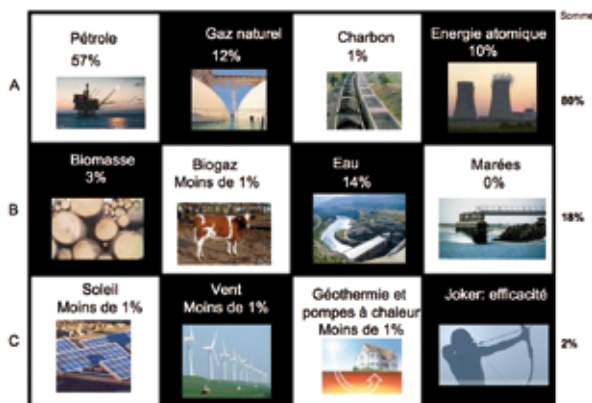 Somme
Pétrole
57%
Gaz naturel
12%
Charbon
1%
Energie atomique
10%
A
80%
Biomasse
3%
Biogaz
Moins de 1%
Eau
14%
Marées
0%
B
18%
Soleil
Moins de 1%
Vent
Moins de 1%
Géothermie et
pompes à chaleur
Moins de 1%
Joker: efficacité
C
2%